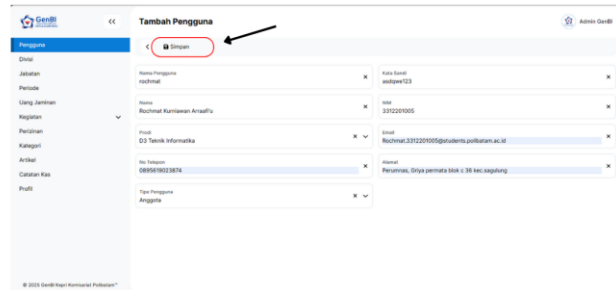 GenBI
<<
Tambah Pengguna
Admin GenBI
Pengguna
Divisi
Jabatan
Periode
Uang Jaminan
Kegiatan
Perizinan
Kategori
Artikel
Catatan Kas
Profil
Simpan
Nama Pengguna
rochmat
Kata Sandi
asdqwe123
Nama
Rochmat Kurniawan Arraafi'u
NIM
3312201005
Prodi
D3 Teknik Informatika
Email
Rochmat.3312201005@students.polibatam.ac.id
No Telepon
0895619023874
Alamat
Perumnas, Griya permata blok c 36 kec.sagulung
Tipe Pengguna
Anggota
© 2025 GenBI Kepri Komisariat Polibatam™